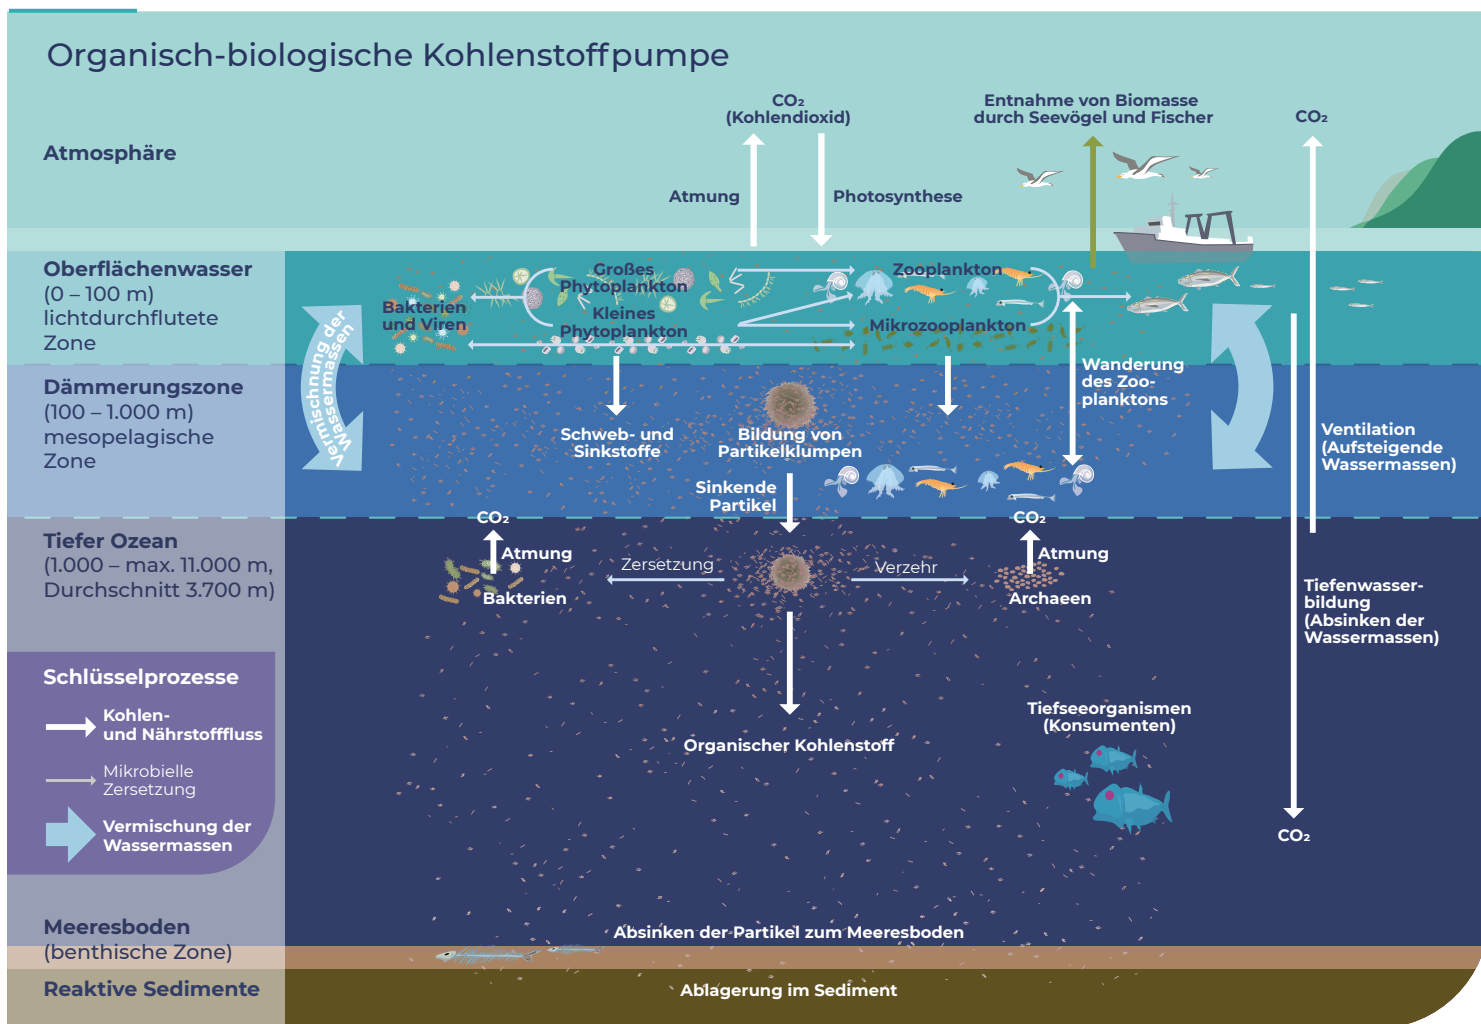 Organisch-biologische Kohlenstoffpumpe
CO₂
(Kohlendioxid)
Entnahme von Biomasse
durch Seevögel und Fischer
CO₂
Atmosphäre
Atmung
Photosynthese
Oberflächenwasser
(0 – 100 m)
lichtdurchflutete
Zone
Vermischnung der
Wassermassen
Bakterien
und Viren
Großes
Phytoplankton
Kleines
Phytoplankton
Zooplankton
Mikrozooplankton
Dämmerungszone
(100 – 1.000 m)
mesopelagische
Zone
Schweb- und
Sinkstoffe
Bildung von
Partikelklumpen
Wanderung
des Zoo-
planktons
Sinkende
Partikel
Ventilation
(Aufsteigende
Wassermassen)
Tiefer Ozean
(1.000 – max. 11.000 m,
Durchschnitt 3.700 m)
CO₂
Atmung
Bakterien
Zersetzung
Verzehr
CO₂
Atmung
Archaeen
Tiefenwasser-
bildung
(Absinken der
Wassermassen)
Organischer Kohlenstoff
Tiefseeorganismen
(Konsumenten)
CO₂
Schlüsselprozesse
Kohlen-
und Nährstofffluss
Mikrobielle
Zersetzung
Vermischung der
Wassermassen
Meeresboden
(benthische Zone)
Absinken der Partikel zum Meeresboden
Reaktive Sedimente
Ablagerung im Sediment